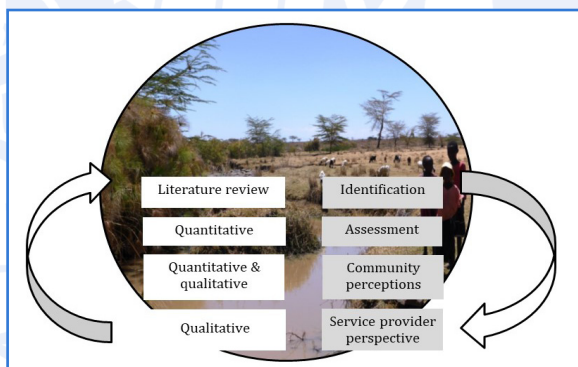 Literature review
Identification
Quantitative
Assessment
Quantitative &
qualitative
Community
perceptions
Qualitative
Service provider
perspective